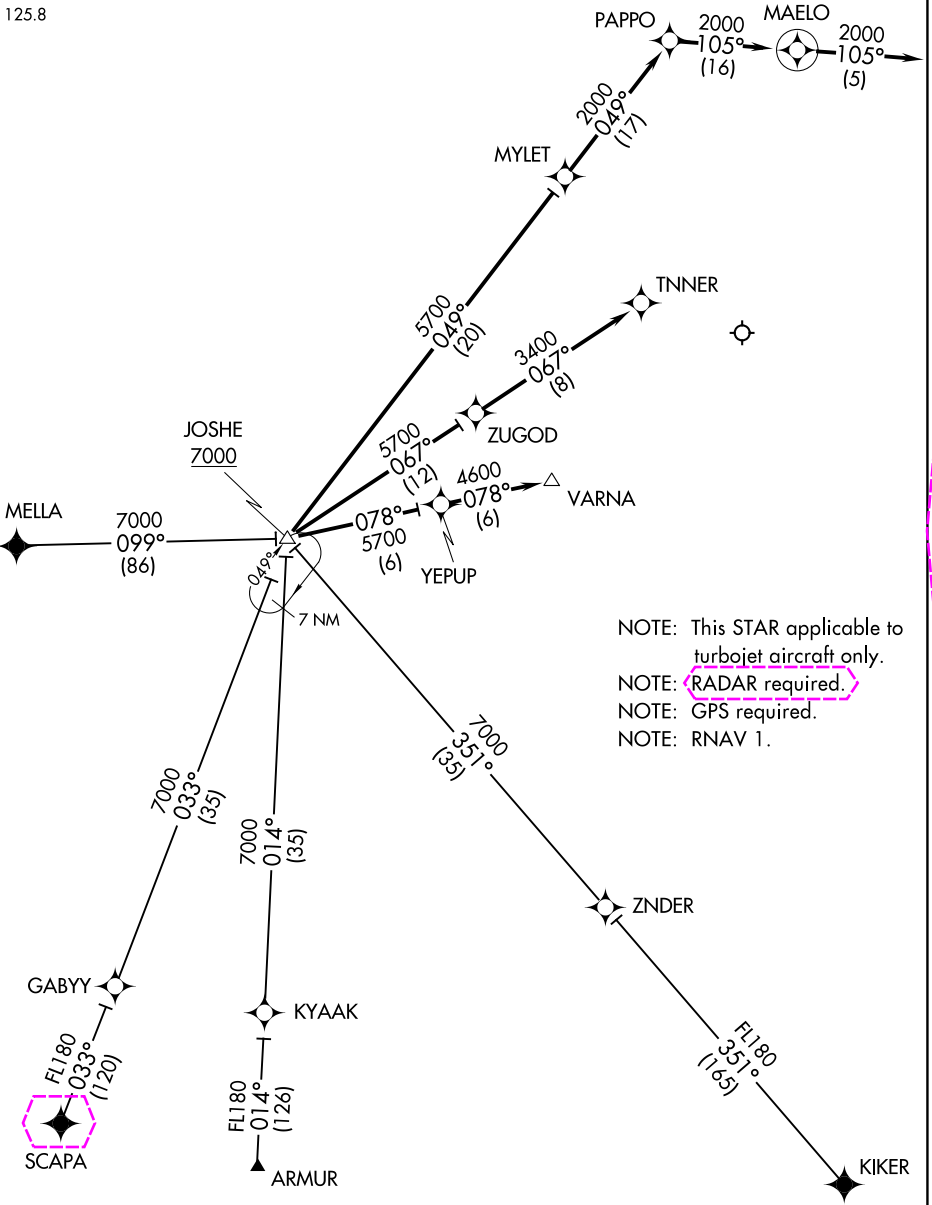 125.8
PAPPO
2000
105°
(16)
MAELO
2000
105°
(5)
2000
049°
(17)
MYLET
5700
049°
(20)
TNNER
3400
067°
(8)
ZUGOD
5700
067°
(12)
JOSHE
7000
4600
078°
(6)
VARNA
078°
5700
(6)
YEPUP
MELLA
7000
099°
(86)
049°
7 NM
NOTE: This STAR applicable to
turbojet aircraft only.
NOTE: RADAR required.
NOTE: GPS required.
NOTE: RNAV 1.
7000
351°
(35)
7000
033°
(35)
7000
014°
(35)
ZNDER
GABYY
KYAAK
FL180
033°
(120)
FL180
014°
(126)
FL180
351°
(165)
SCAPA
ARMUR
KIKER